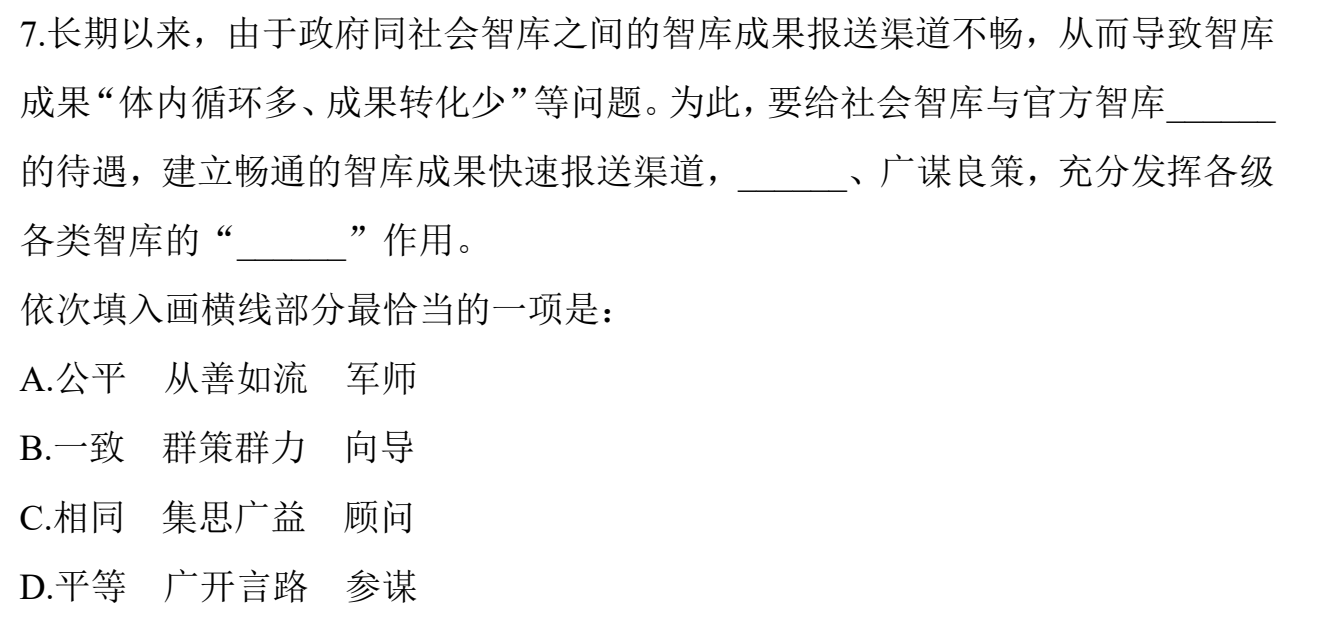 7.长期以来，由于政府同社会智库之间的智库成果报送渠道不畅，从而导致智库
成果“体内循环多、成果转化少”等问题。为此，要给社会智库与官方智库______
的待遇，建立畅通的智库成果快速报送渠道，______、广谋良策，充分发挥各级
各类智库的“______”作用。
依次填入画横线部分最恰当的一项是：
A.公平　从善如流　军师
B.一致　群策群力　向导
C.相同　集思广益　顾问
D.平等　广开言路　参谋